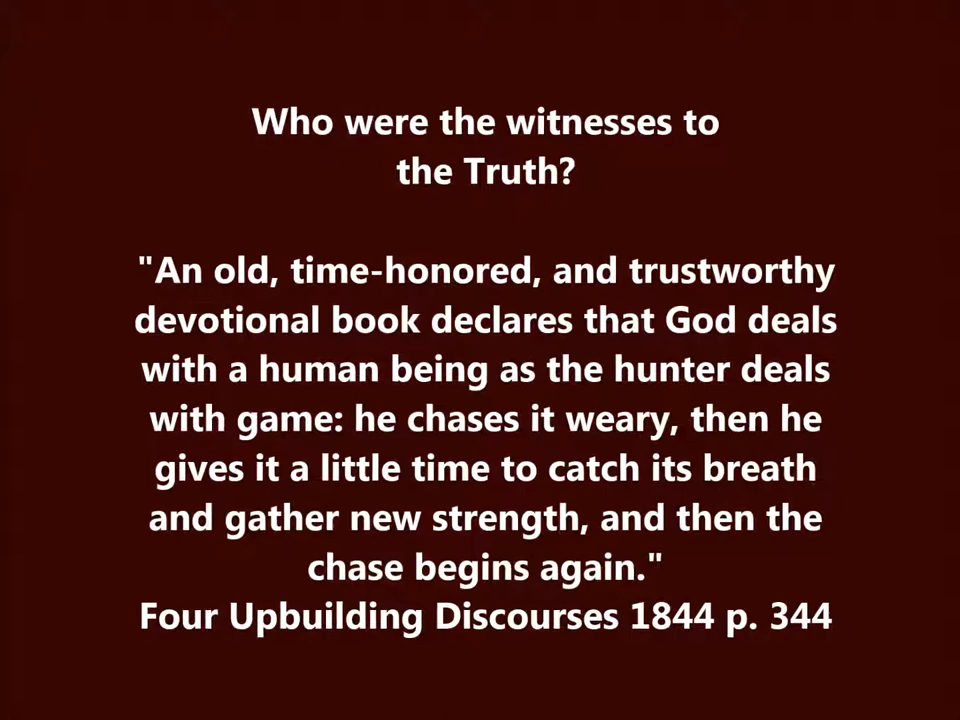 Who were the witnesses to
the Truth?
"An old, time-honored, and trustworthy
devotional book declares that God deals
with a human being as the hunter deals
with game: he chases it weary, then he
gives it a little time to catch its breath
and gather new strength, and then the
chase begins again."
Four Upbuilding Discourses 1844 p. 344